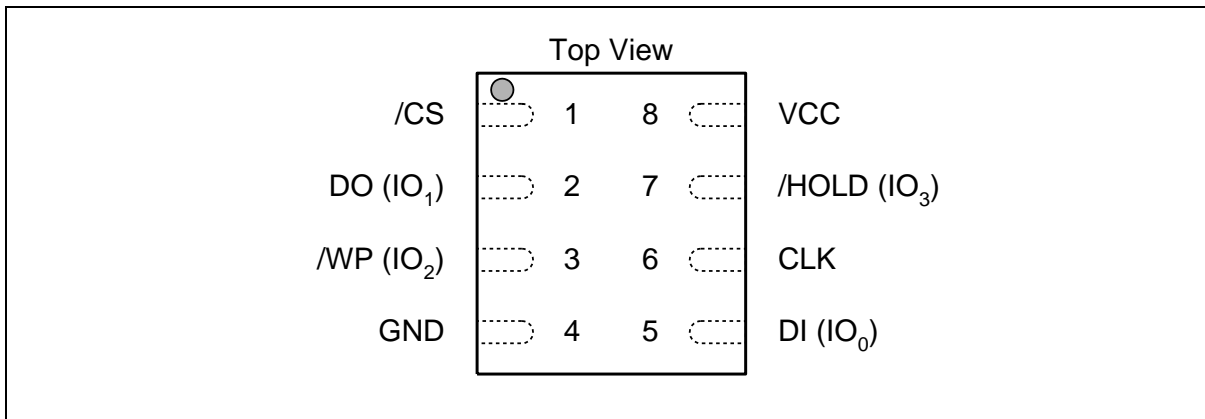 Top View
/CS 1 8 VCC
DO (IO₁) 2 7 /HOLD (IO₃)
/WP (IO₂) 3 6 CLK
GND 4 5 DI (IO₀)